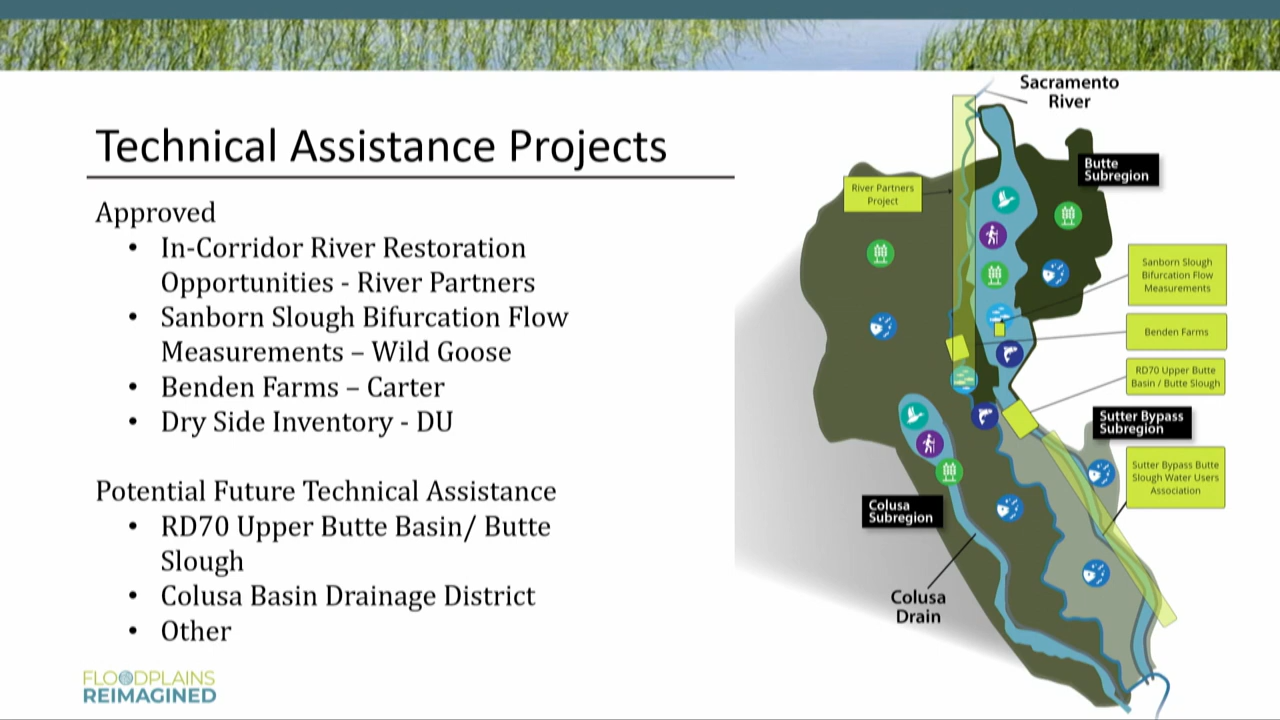 Technical Assistance Projects
Approved
• In-Corridor River Restoration
Opportunities - River Partners
• Sanborn Slough Bifurcation Flow
Measurements – Wild Goose
• Benden Farms – Carter
• Dry Side Inventory - DU
Potential Future Technical Assistance
• RD70 Upper Butte Basin/ Butte
Slough
• Colusa Basin Drainage District
• Other
FLOODPLAINS
REIMAGINED
Sacramento
River
Butte
Subregion
River Partners
Project
Sanborn Slough
Bifurcation Flow
Measurements
Benden Farms
RD70 Upper Butte
Basin / Butte Slough
Sutter Bypass
Subregion
Sutter Bypass Butte
Slough Water Users
Association
Colusa
Subregion
Colusa
Drain